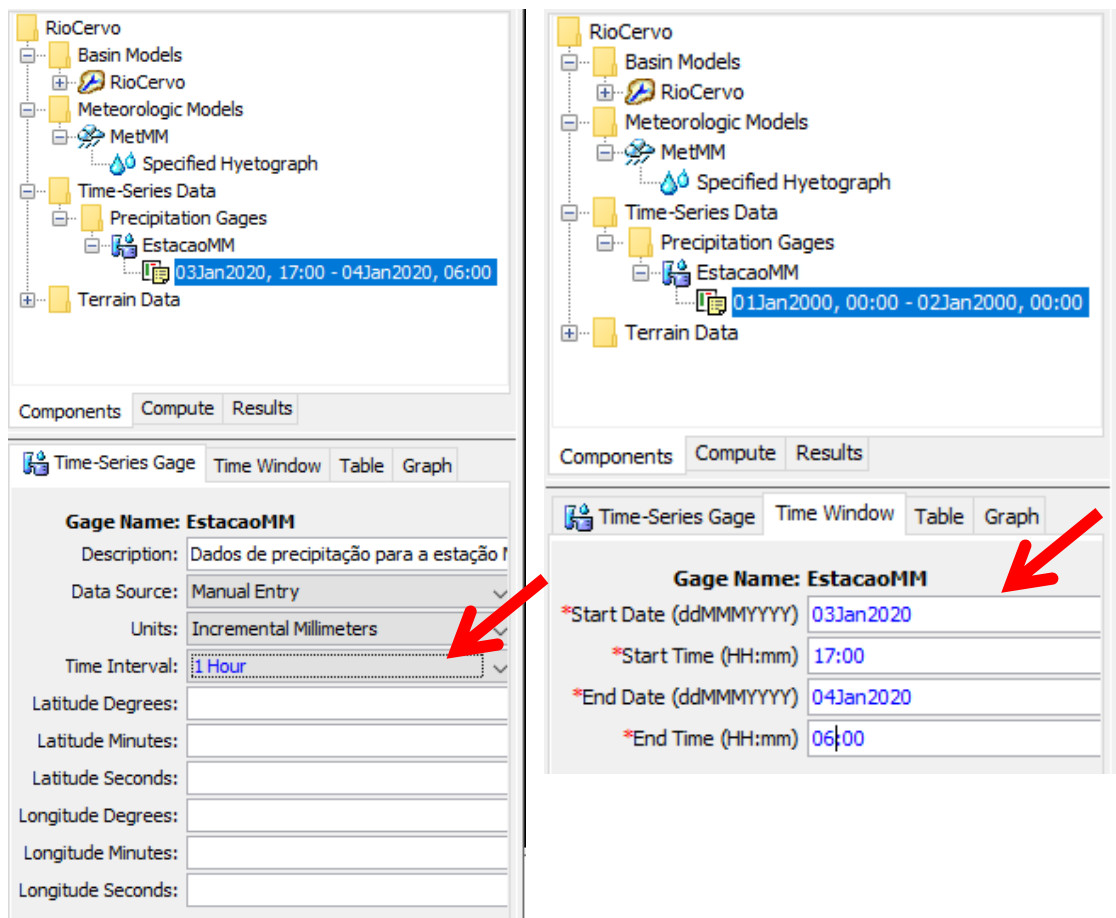 RioCervo
Basin Models
RioCervo
Meteorologic Models
MetMM
Specified Hyetograph
Time-Series Data
Precipitation Gages
EstacaoMM
03Jan2020, 17:00 - 04Jan2020, 06:00
Terrain Data
Components Compute Results
Time-Series Gage Time Window Table Graph
Gage Name: EstacaoMM
Description: Dados de precipitação para a estação
Data Source: Manual Entry
Units: Incremental Millimeters
Time Interval: 1 Hour
Latitude Degrees:
Latitude Minutes:
Latitude Seconds:
Longitude Degrees:
Longitude Minutes:
Longitude Seconds:
RioCervo
Basin Models
RioCervo
Meteorologic Models
MetMM
Specified Hyetograph
Time-Series Data
Precipitation Gages
EstacaoMM
01Jan2000, 00:00 - 02Jan2000, 00:00
Terrain Data
Components Compute Results
Time-Series Gage Time Window Table Graph
Gage Name: EstacaoMM
*Start Date (ddMMMYYYY) 03Jan2020
*Start Time (HH:mm) 17:00
*End Date (ddMMMYYYY) 04Jan2020
*End Time (HH:mm) 06:00